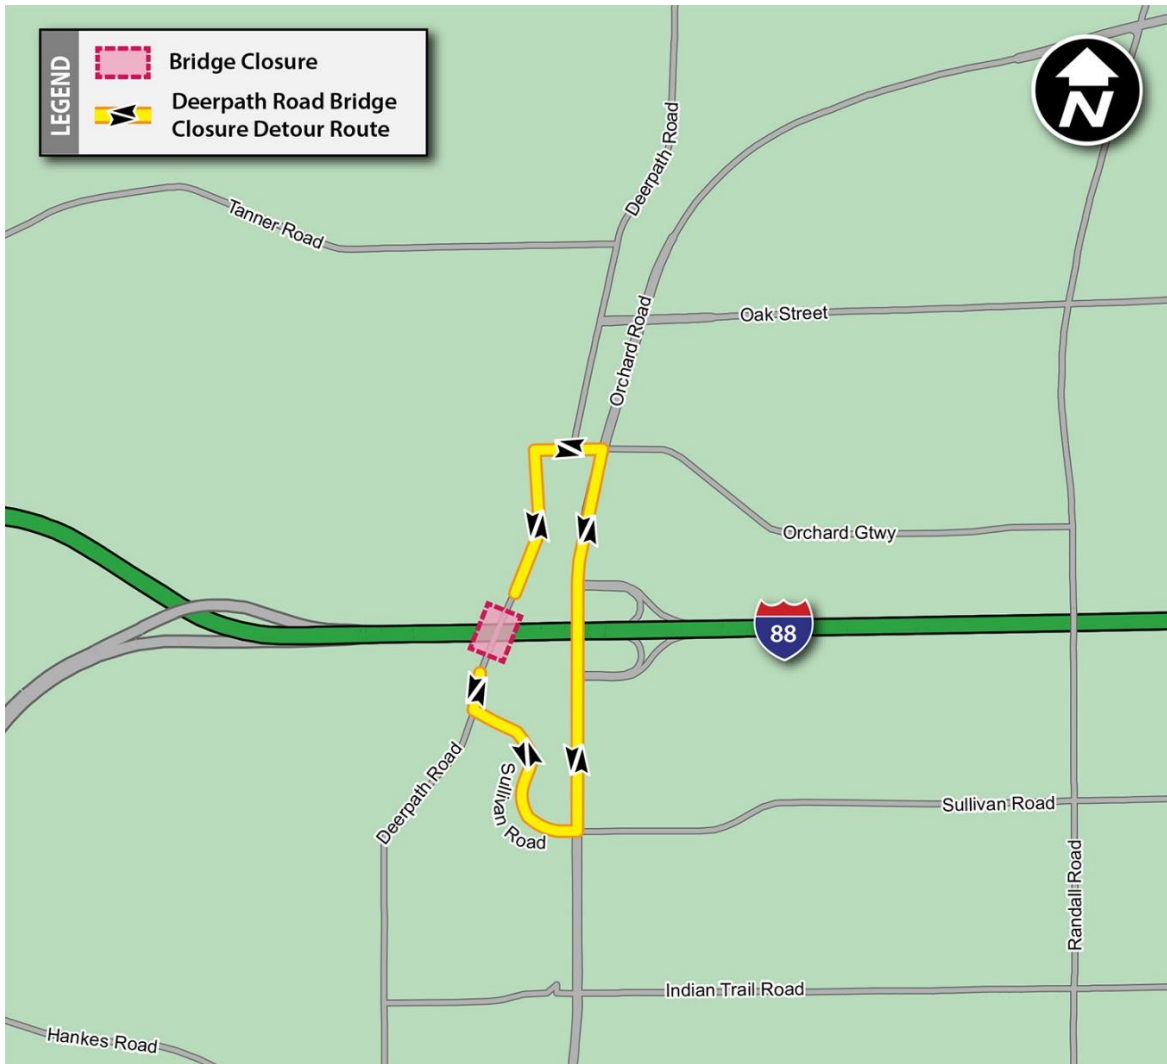 LEGEND
Bridge Closure
Deerpath Road Bridge
Closure Detour Route
N
Deerpath Road
Tanner Road
Orchard Road
Oak Street
Orchard Gtwy
88
Deerpath Road
Sullivan Road
Sullivan Road
Randall Road
Indian Trail Road
Hankes Road